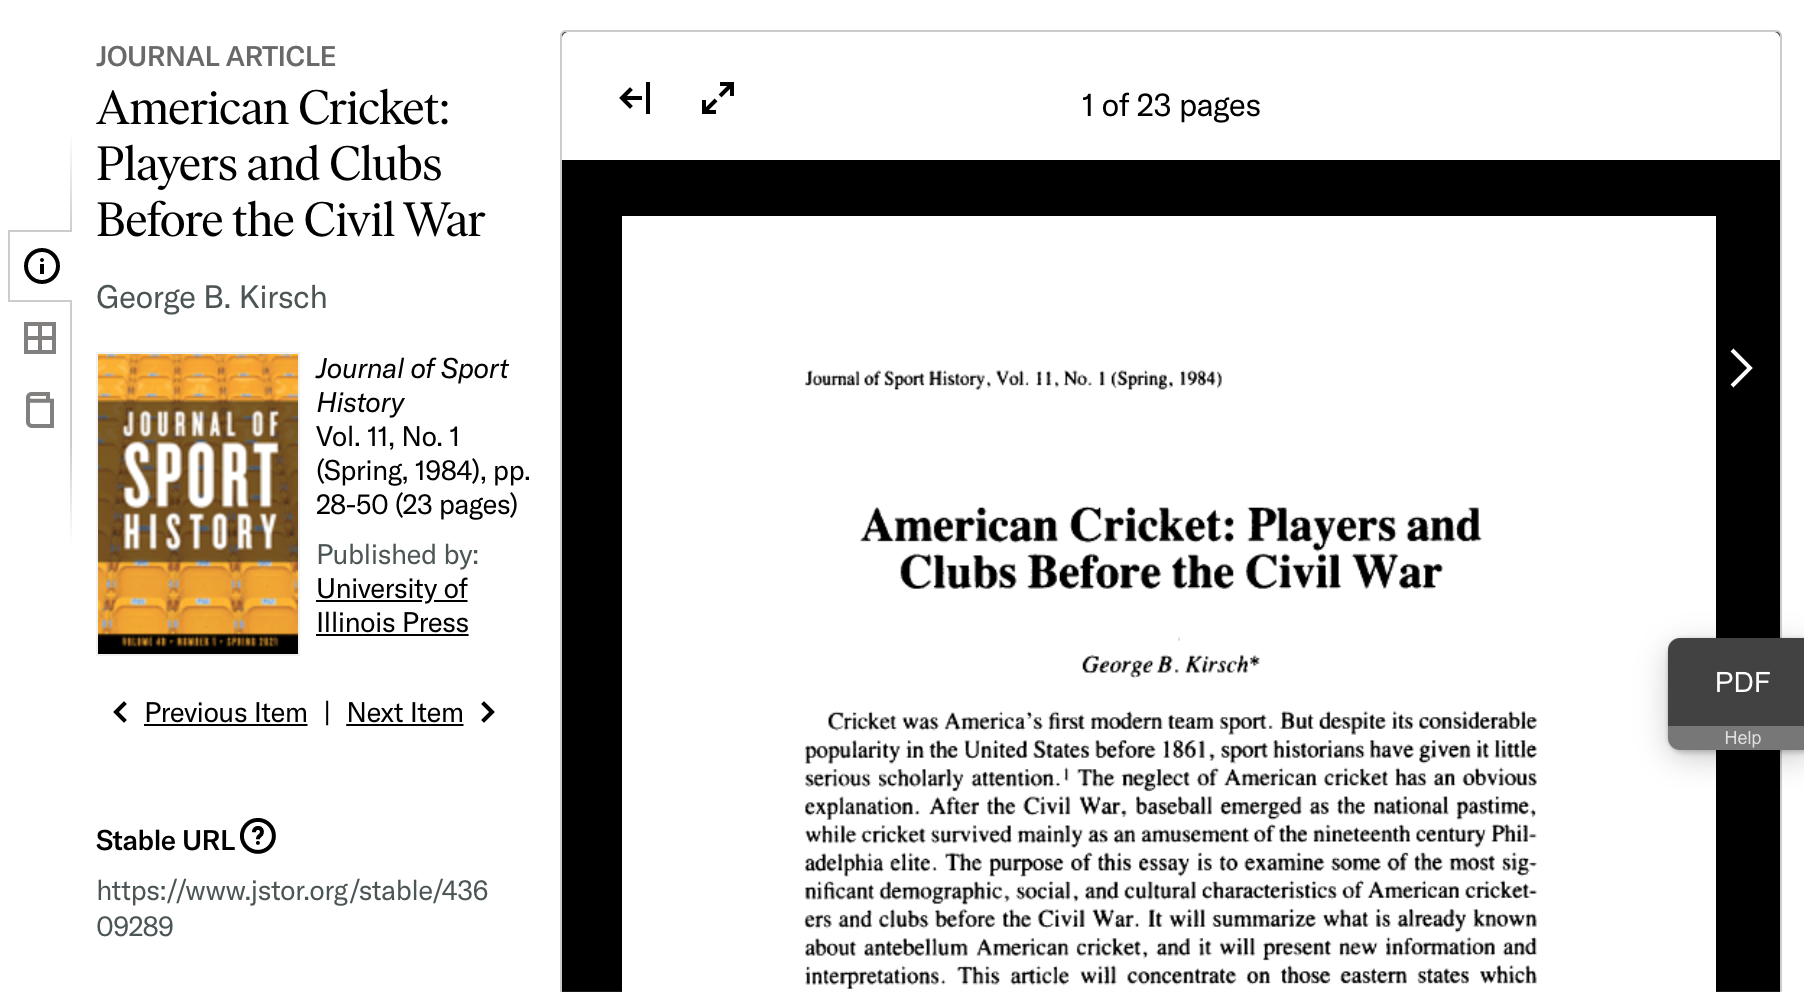 JOURNAL ARTICLE
American Cricket:
Players and Clubs
Before the Civil War
George B. Kirsch
JOURNAL OF
SPORT
HISTORY
VOLUME 48 • NUMBER 1 • SPRING 2021
Journal of Sport
History
Vol. 11, No. 1
(Spring, 1984), pp.
28-50 (23 pages)
Published by:
University of
Illinois Press
Previous Item | Next Item
Stable URL
https://www.jstor.org/stable/436
09289
1 of 23 pages
Journal of Sport History, Vol. 11, No. 1 (Spring, 1984)
American Cricket: Players and
Clubs Before the Civil War
George B. Kirsch*
Cricket was America's first modern team sport. But despite its considerable
popularity in the United States before 1861, sport historians have given it little
serious scholarly attention.¹ The neglect of American cricket has an obvious
explanation. After the Civil War, baseball emerged as the national pastime,
while cricket survived mainly as an amusement of the nineteenth century Phil-
adelphia elite. The purpose of this essay is to examine some of the most sig-
nificant demographic, social, and cultural characteristics of American cricket-
ers and clubs before the Civil War. It will summarize what is already known
about antebellum American cricket, and it will present new information and
interpretations. This article will concentrate on those eastern states which
PDF
Help